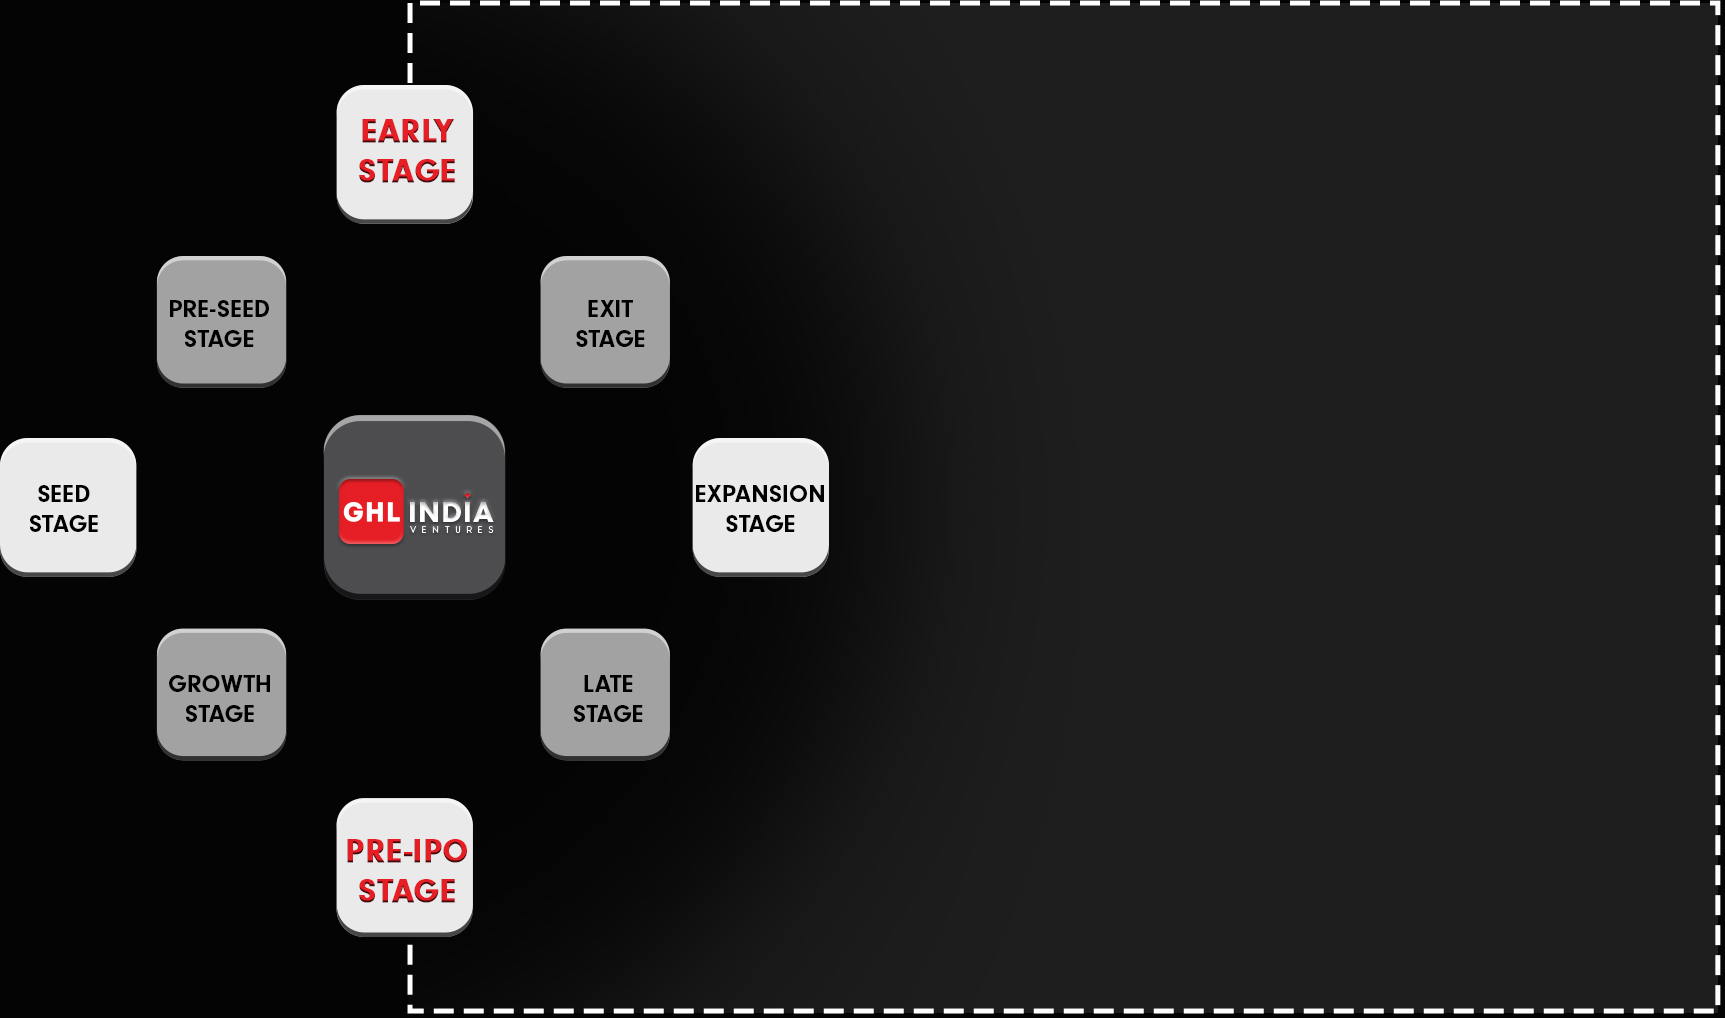 EARLY
STAGE
PRE-SEED
STAGE
EXIT
STAGE
SEED
STAGE
GHL INDIA
VENTURES
EXPANSION
STAGE
GROWTH
STAGE
LATE
STAGE
PRE-IPO
STAGE